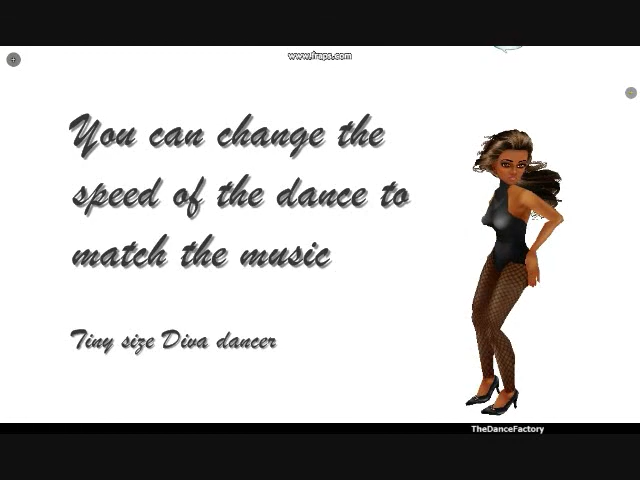 www.fraps.com
You can change the
speed of the dance to
match the music
Tiny size Diva dancer
TheDanceFactory